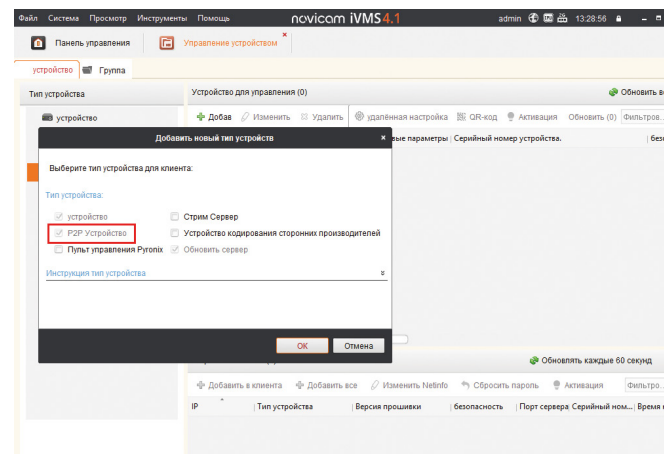 Файл Система Просмотр Инструменты Помощь novicam iVMS4.1 admin 13:28:56
Панель управления Управление устройством
устройство Группа
Тип устройства Устройство для управления (0) Обновить в
устройство Добав Изменить Удалить удалённая настройка QR-код Активация Обновить (0) Фильтров...
вые параметры Серийный номер устройства. без
Добавить новый тип устройств
Выберите тип устройства для клиента:
Тип устройства:
устройство Стрим Сервер
P2P Устройство Устройство кодирования сторонних производителей
Пульт управления Pyronix Обновить сервер
Инструкция тип устройства
OK Отмена
Обновлять каждые 60 секунд
Добавить в клиента Добавить все Изменить Netinfo Сбросить пароль Активация Фильтро...
IP Тип устройства Версия прошивки безопасность Порт сервера Серийный ном... Время